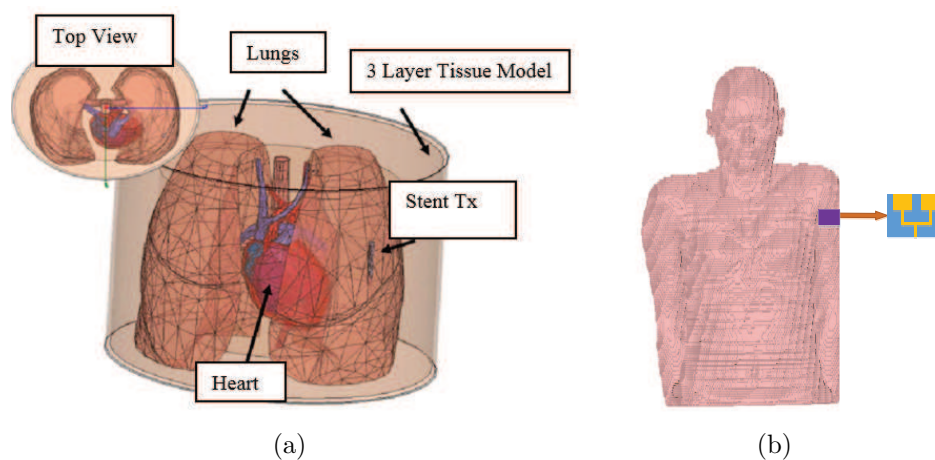 Top View
Lungs
3 Layer Tissue Model
Stent Tx
Heart
(a)
(b)